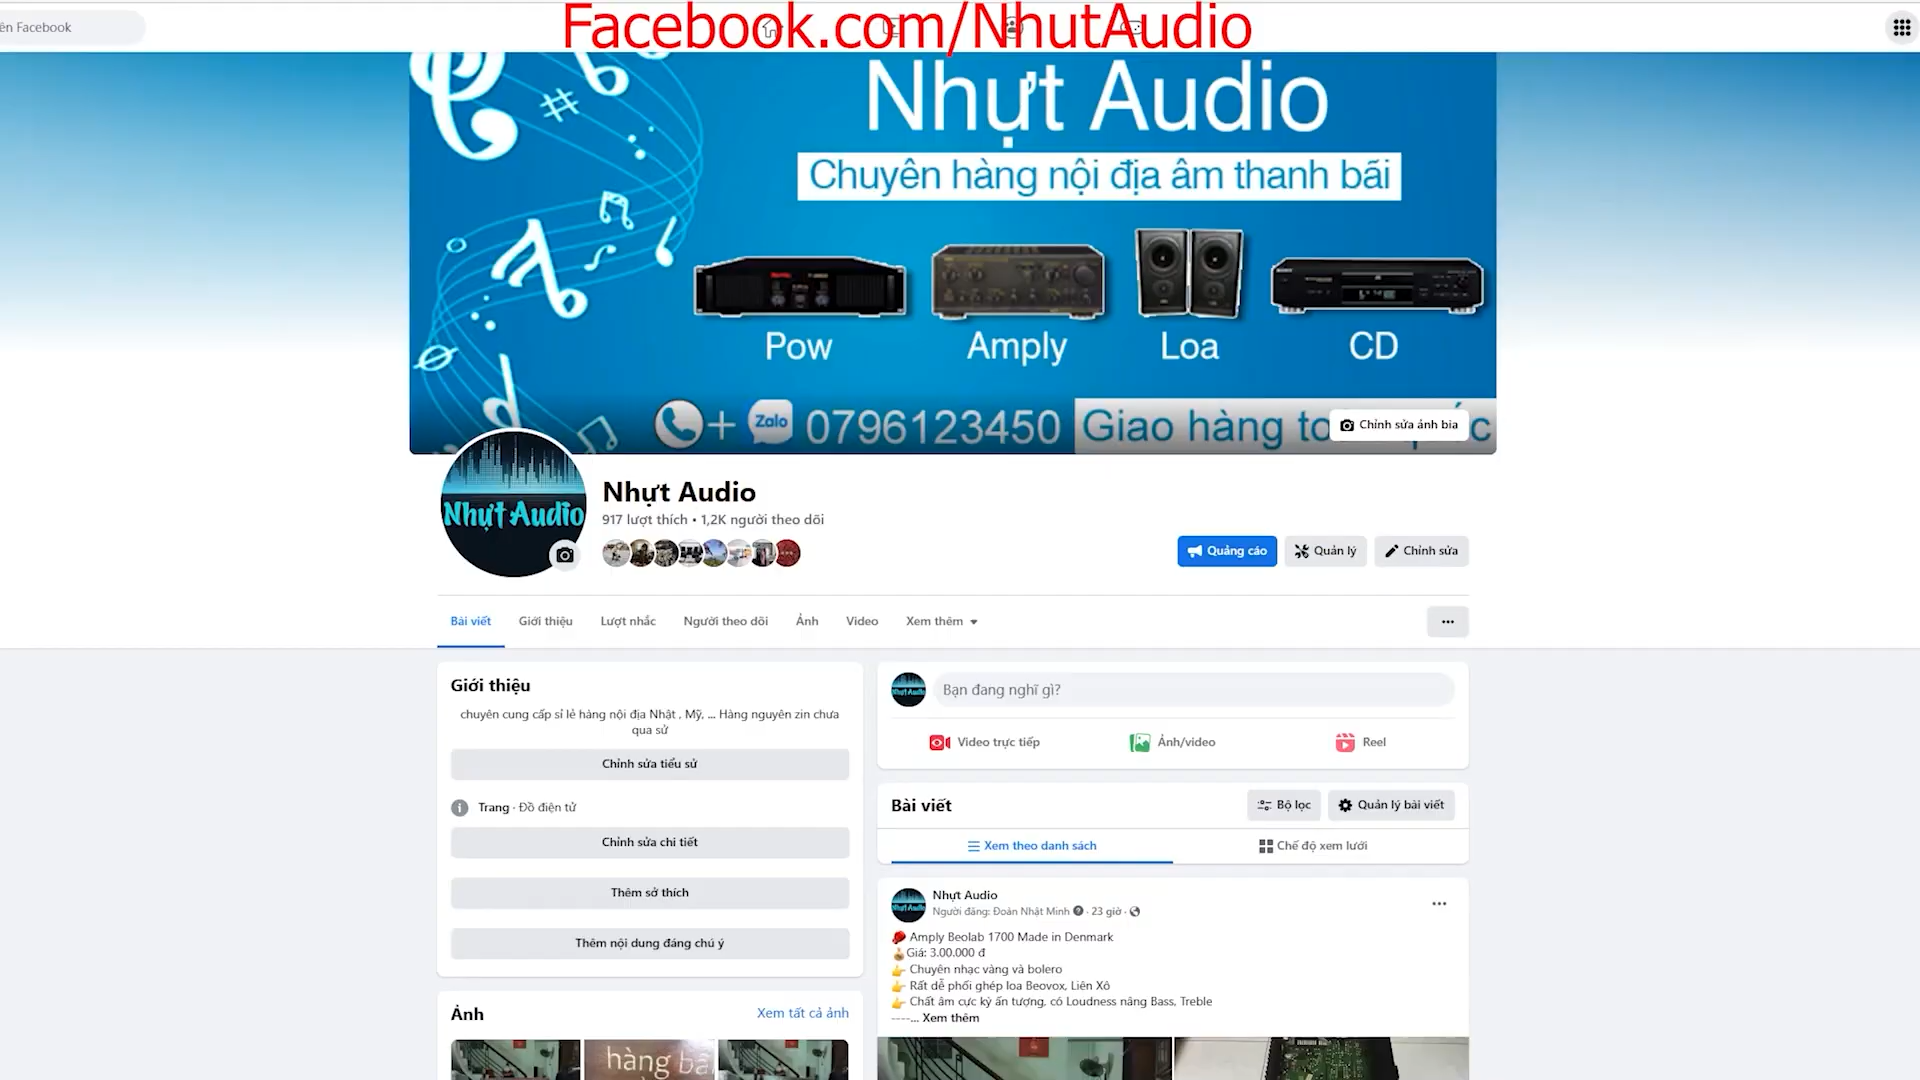 ên Facebook
Facebook.com/NhutAudio
Nhựt Audio
Chuyên hàng nội địa âm thanh bãi
Pow
Amply
Loa
CD
+ Zalo 0796123450
Giao hàng to
c
Chỉnh sửa ảnh bìa
Nhựt Audio
Nhựt Audio
917 lượt thích • 1,2K người theo dõi
Quảng cáo
Quản lý
Chỉnh sửa
Bài viết
Giới thiệu
Lượt nhắc
Người theo dõi
Ảnh
Video
Xem thêm
Giới thiệu
chuyên cung cấp sỉ lẻ hàng nội địa Nhật , Mỹ, ... Hàng nguyên zin chưa
qua sử
Chỉnh sửa tiểu sử
Trang · Đồ điện tử
Chỉnh sửa chi tiết
Thêm sở thích
Thêm nội dung đáng chú ý
Ảnh
Xem tất cả ảnh
hàng bã
Bạn đang nghĩ gì?
Video trực tiếp
Ảnh/video
Reel
Bài viết
Bộ lọc
Quản lý bài viết
Xem theo danh sách
Chế độ xem lưới
Nhựt Audio
Người đăng: Đoàn Nhật Minh · 23 giờ ·
Amply Beolab 1700 Made in Denmark
Giá: 3.00.000 đ
Chuyên nhạc vàng và bolero
Rất dễ phối ghép loa Beovox, Liên Xô
Chất âm cực kỳ ấn tượng, có Loudness nâng Bass, Treble
----... Xem thêm